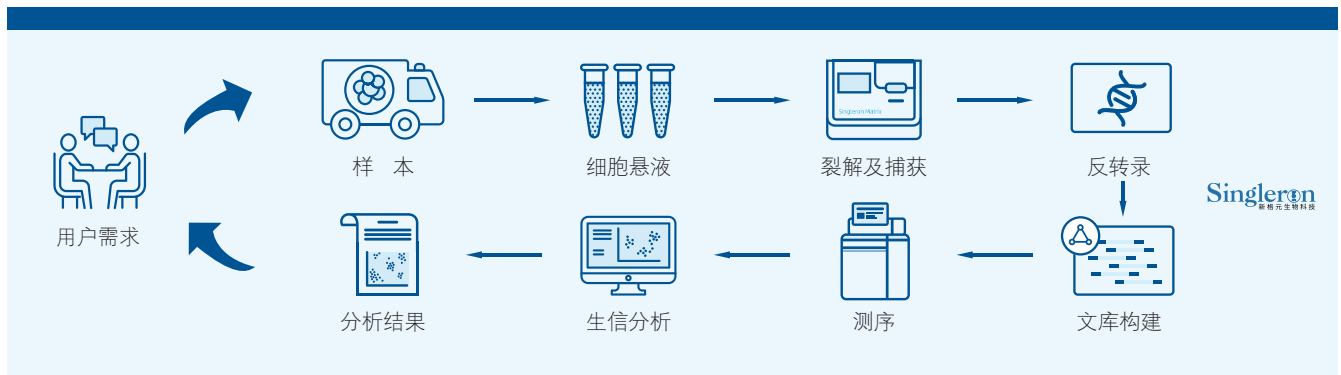 用户需求
样 本
细胞悬液
Singleron Matrix
裂解及捕获
反转录
Singleron
新格元生物科技
文库构建
测序
生信分析
分析结果